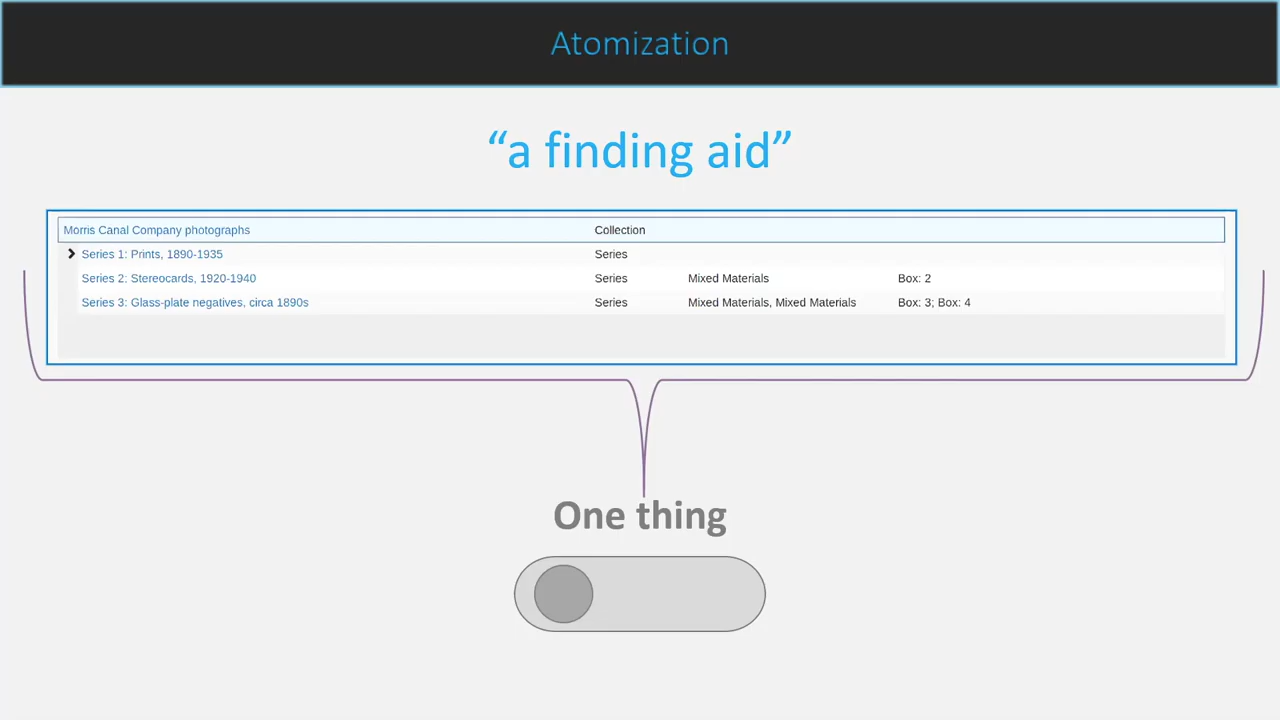 Atomization
“a finding aid”
Morris Canal Company photographs Collection
Series 1: Prints, 1890-1935 Series
Series 2: Stereocards, 1920-1940 Series Mixed Materials Box: 2
Series 3: Glass-plate negatives, circa 1890s Series Mixed Materials, Mixed Materials Box: 3; Box: 4
One thing